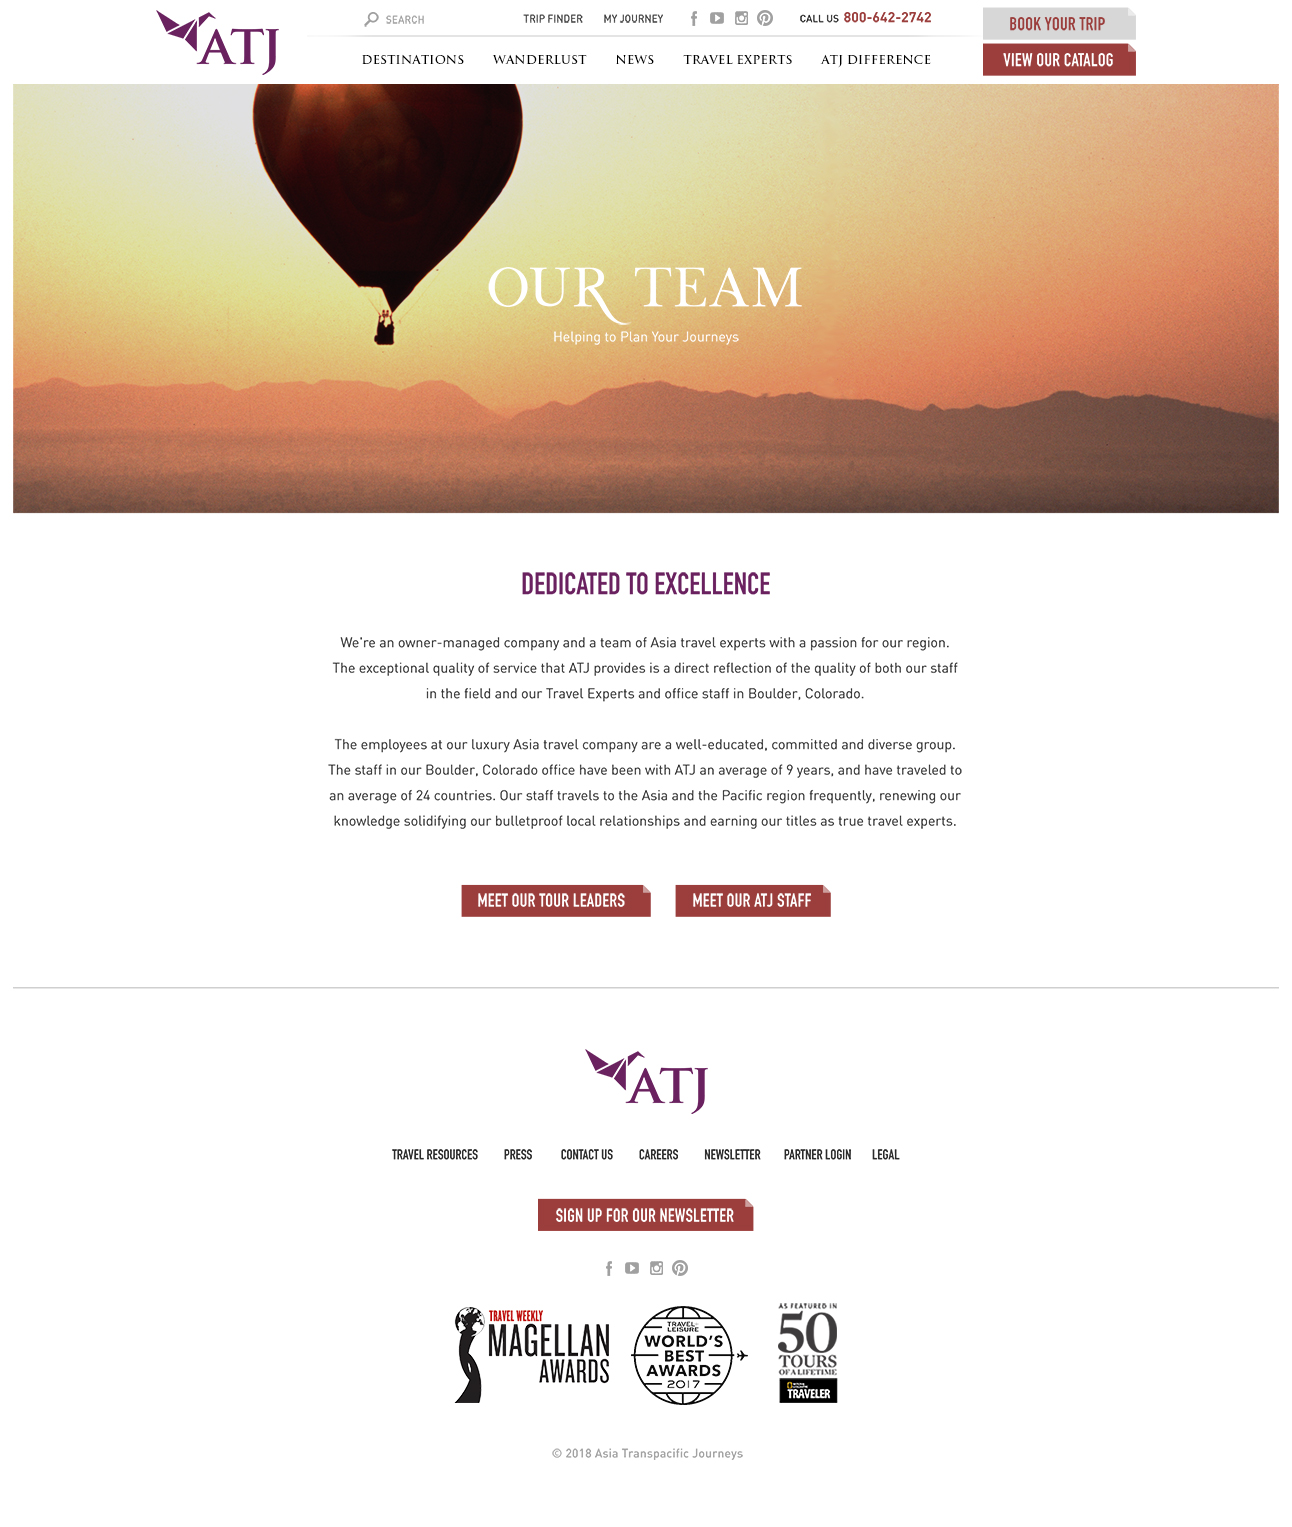 ATJ
SEARCH
TRIP FINDER
MY JOURNEY
CALL US 800-642-2742
BOOK YOUR TRIP
DESTINATIONS
WANDERLUST
NEWS
TRAVEL EXPERTS
ATJ DIFFERENCE
VIEW OUR CATALOG
OUR TEAM
Helping to Plan Your Journeys
DEDICATED TO EXCELLENCE
We're an owner-managed company and a team of Asia travel experts with a passion for our region.
The exceptional quality of service that ATJ provides is a direct reflection of the quality of both our staff
in the field and our Travel Experts and office staff in Boulder, Colorado.
The employees at our luxury Asia travel company are a well-educated, committed and diverse group.
The staff in our Boulder, Colorado office have been with ATJ an average of 9 years, and have traveled to
an average of 24 countries. Our staff travels to the Asia and the Pacific region frequently, renewing our
knowledge solidifying our bulletproof local relationships and earning our titles as true travel experts.
MEET OUR TOUR LEADERS
MEET OUR ATJ STAFF
ATJ
TRAVEL RESOURCES
PRESS
CONTACT US
CAREERS
NEWSLETTER
PARTNER LOGIN
LEGAL
SIGN UP FOR OUR NEWSLETTER
TRAVEL WEEKLY
MAGELLAN
AWARDS
TRAVEL+
LEISURE
WORLD'S
BEST
AWARDS
2017
AS FEATURED IN
50
TOURS
OF A LIFETIME
NATIONAL GEOGRAPHIC
TRAVELER
© 2018 Asia Transpacific Journeys